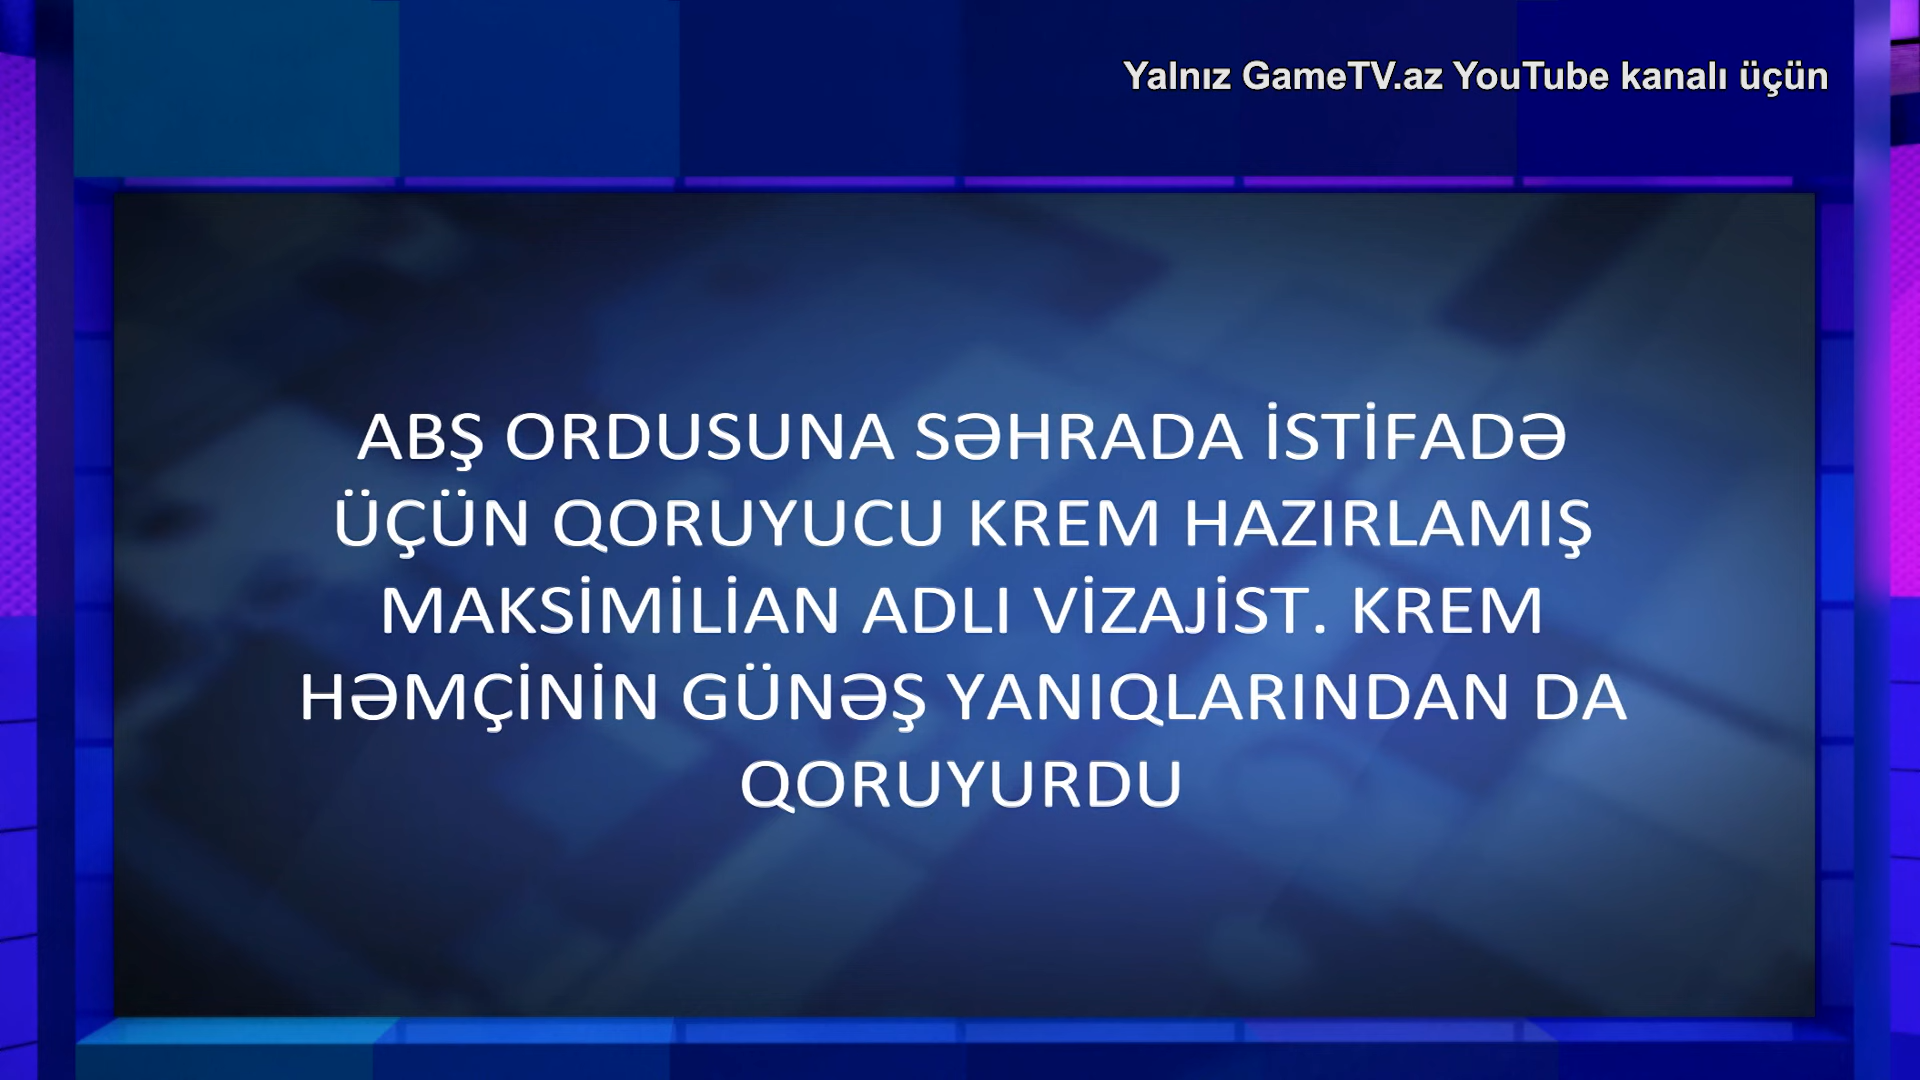 Yalnız GameTV.az YouTube kanalı üçün
ABŞ ORDUSUNA SƏHRADA İSTİFADƏ
ÜÇÜN QORUYUCU KREM HAZIRLAMIŞ
MAKSİMİLİAN ADLI VİZAJİST. KREM
HƏMÇİNİN GÜNƏŞ YANIQLARINDAN DA
QORUYURDU